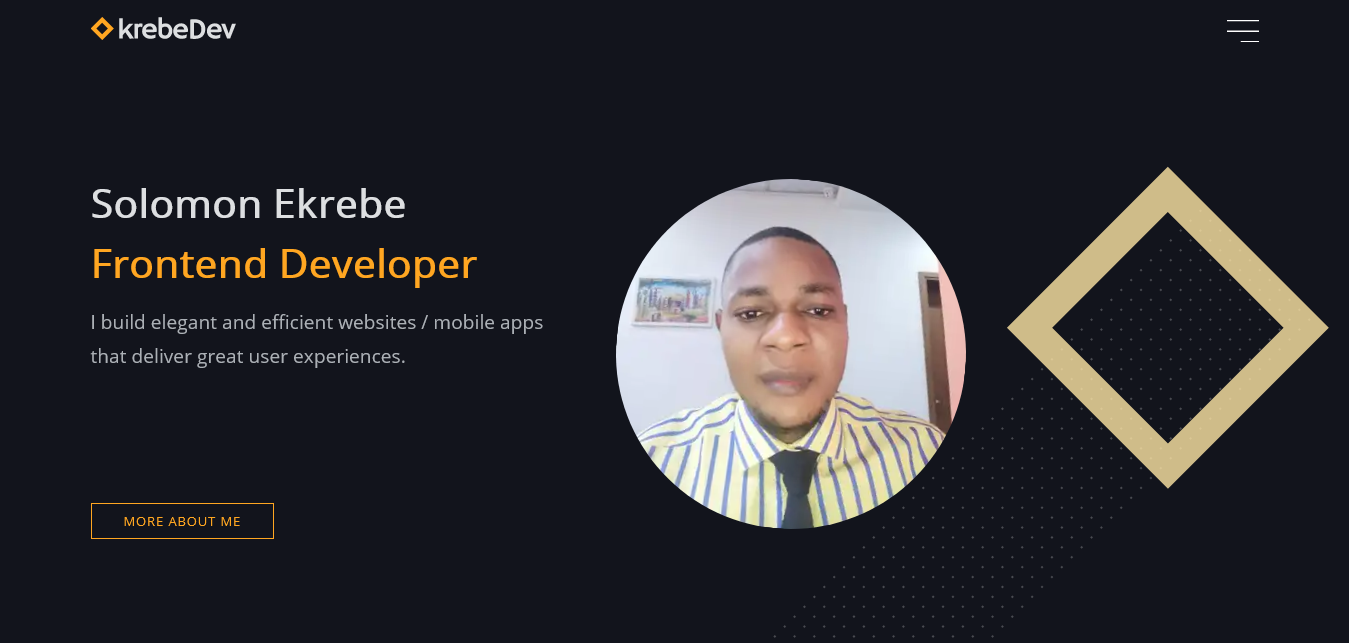 krebeDev
Solomon Ekrebe
Frontend Developer
I build elegant and efficient websites / mobile apps
that deliver great user experiences.
MORE ABOUT ME